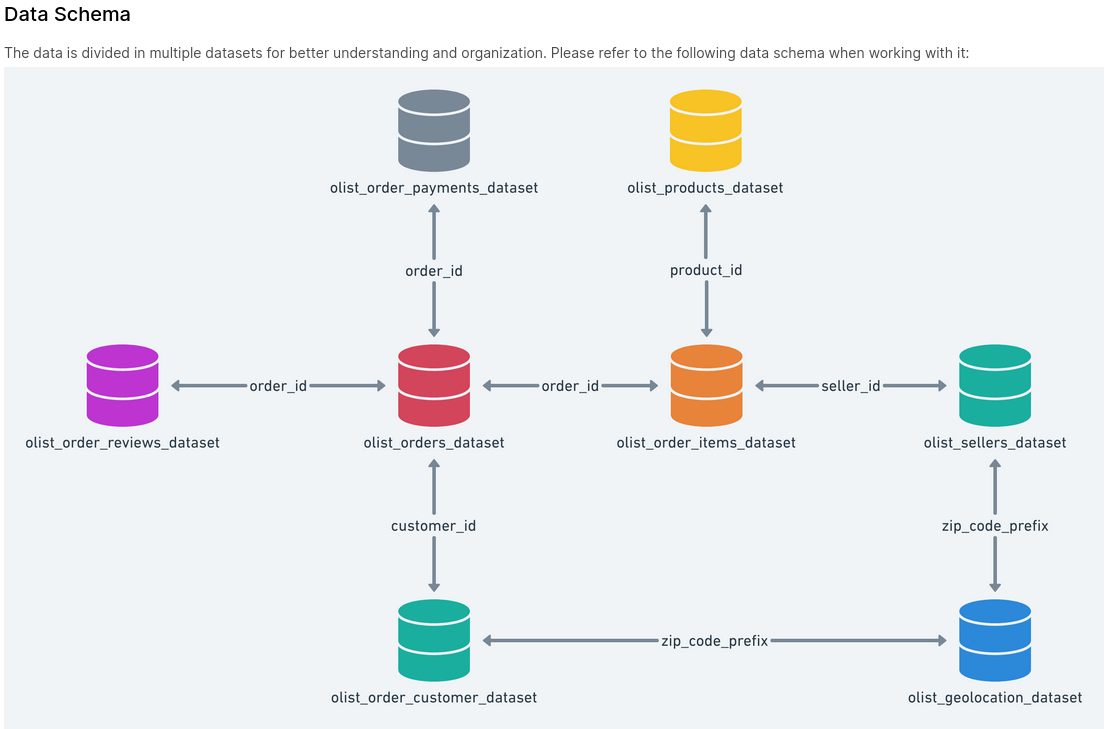 Data Schema
The data is divided in multiple datasets for better understanding and organization. Please refer to the following data schema when working with it:
olist_order_payments_dataset
olist_products_dataset
order_id
product_id
order_id
order_id
seller_id
olist_order_reviews_dataset
olist_orders_dataset
olist_order_items_dataset
olist_sellers_dataset
customer_id
zip_code_prefix
zip_code_prefix
olist_order_customer_dataset
olist_geolocation_dataset